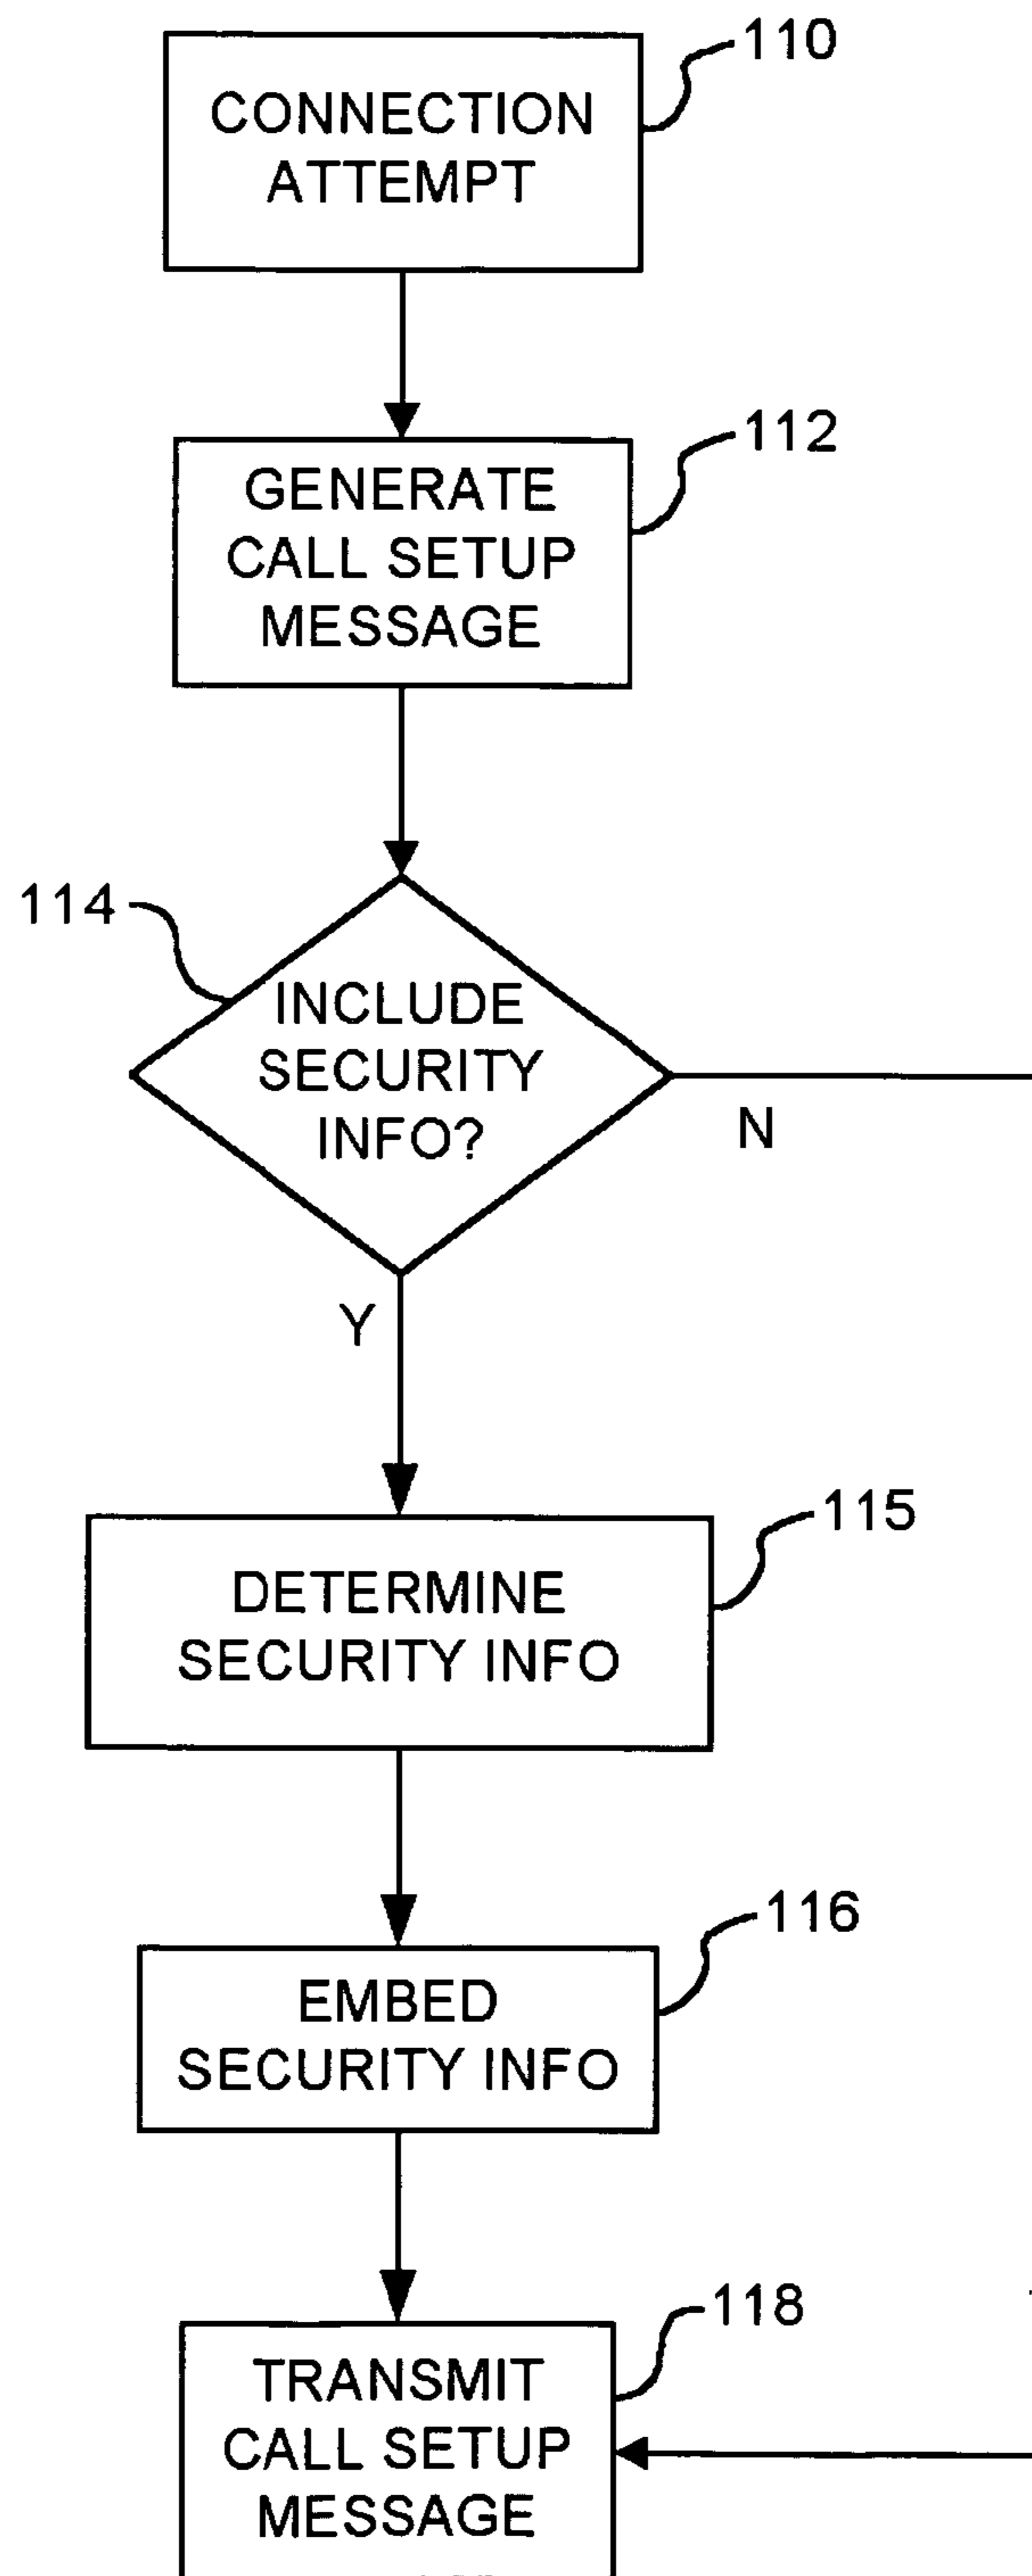 110
CONNECTION
ATTEMPT
112
GENERATE
CALL SETUP
MESSAGE
114
INCLUDE
SECURITY
INFO?
N
Y
115
DETERMINE
SECURITY INFO
116
EMBED
SECURITY INFO
118
TRANSMIT
CALL SETUP
MESSAGE